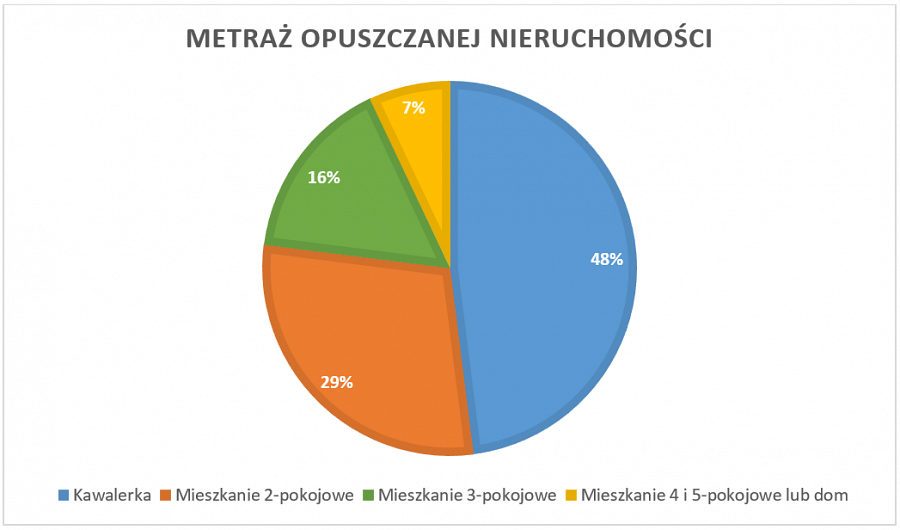 METRAŻ OPUSZCZANEJ NIERUCHOMOŚCI
7%
16%
48%
29%
Kawalerka Mieszkanie 2-pokojowe Mieszkanie 3-pokojowe Mieszkanie 4 i 5-pokojowe lub dom